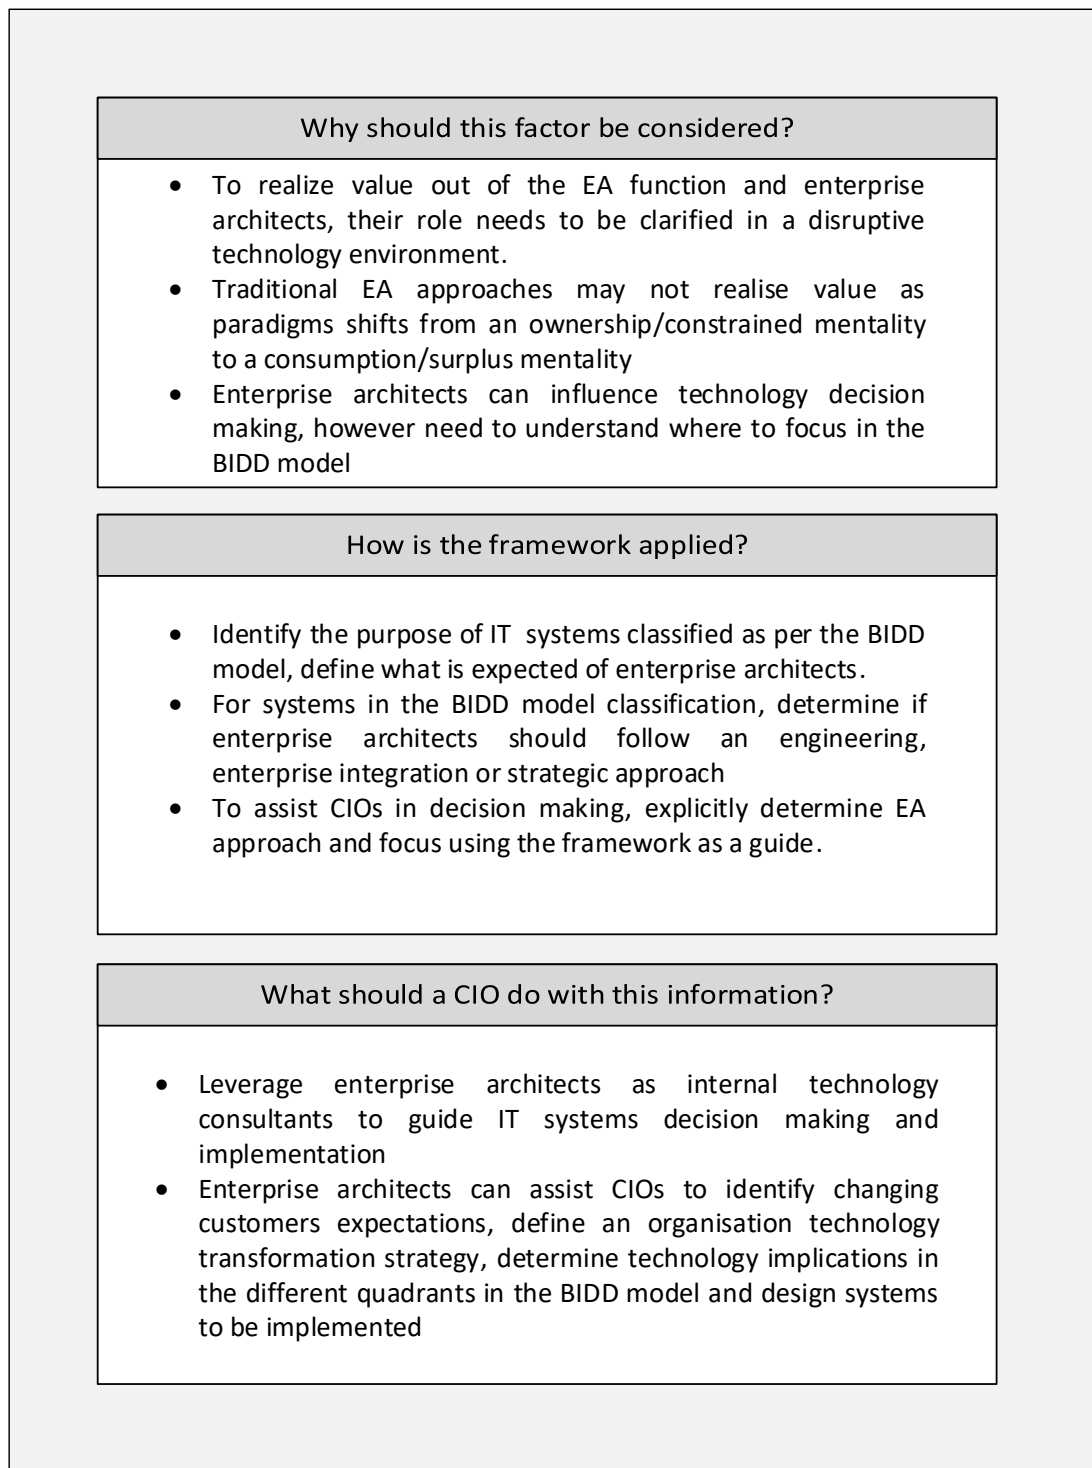 Why should this factor be considered?
• To realize value out of the EA function and enterprise
architects, their role needs to be clarified in a disruptive
technology environment.
• Traditional EA approaches may not realise value as
paradigms shifts from an ownership/constrained mentality
to a consumption/surplus mentality
• Enterprise architects can influence technology decision
making, however need to understand where to focus in the
BIDD model
How is the framework applied?
• Identify the purpose of IT systems classified as per the BIDD
model, define what is expected of enterprise architects.
• For systems in the BIDD model classification, determine if
enterprise architects should follow an engineering,
enterprise integration or strategic approach
• To assist CIOs in decision making, explicitly determine EA
approach and focus using the framework as a guide.
What should a CIO do with this information?
• Leverage enterprise architects as internal technology
consultants to guide IT systems decision making and
implementation
• Enterprise architects can assist CIOs to identify changing
customers expectations, define an organisation technology
transformation strategy, determine technology implications in
the different quadrants in the BIDD model and design systems
to be implemented